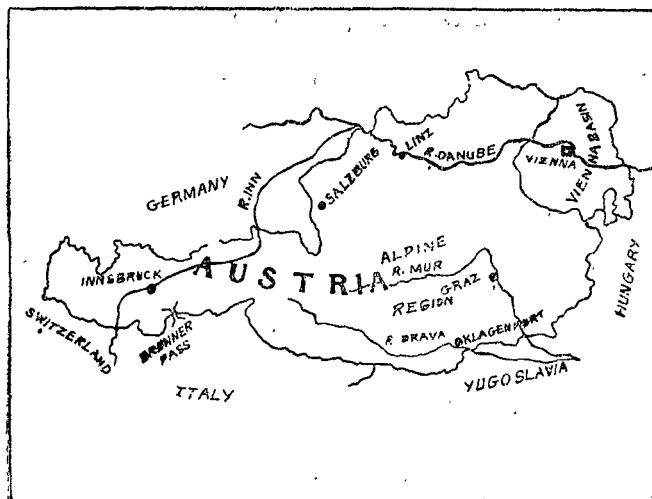 LINZ
R.DANUBE
VIENNA
VIENNA BASIN
GERMANY
R.INN
SALZBURG
ALPINE
R. MUR
REGION
GRAZ
HUNGARY
INNSBRUCK
AUSTRIA
SWITZERLAND
BRENNER
PASS
R DRAVA
KLAGENFURT
ITALY
YUGOSLAVIA